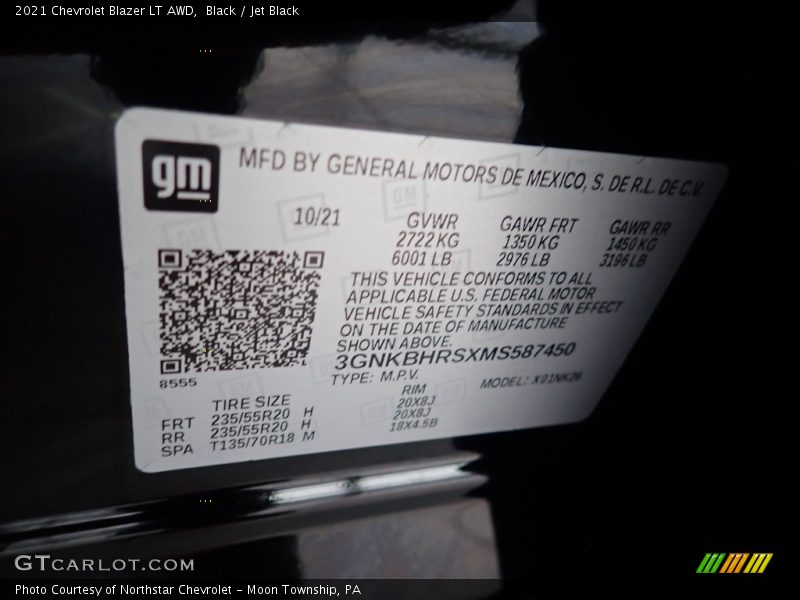 2021 Chevrolet Blazer LT AWD,  Black / Jet Black
gm
MFD BY GENERAL MOTORS DE MEXICO, S. DE R.L. DE C.V.
10/21
GVWR GAWR FRT GAWR RR
2722 KG 1350 KG 1450 KG
6001 LB 2976 LB 3196 LB
THIS VEHICLE CONFORMS TO ALL
APPLICABLE U.S. FEDERAL MOTOR
VEHICLE SAFETY STANDARDS IN EFFECT
ON THE DATE OF MANUFACTURE
SHOWN ABOVE.
3GNKBHRSXMS587450
8555
TYPE: M.P.V. MODEL: X01NK26
TIRE SIZE RIM
FRT 235/55R20 H 20X8J
RR 235/55R20 H 20X8J
SPA T135/70R18 M 18X4.5B
GTCARLOT.COM
Photo Courtesy of Northstar Chevrolet - Moon Township, PA